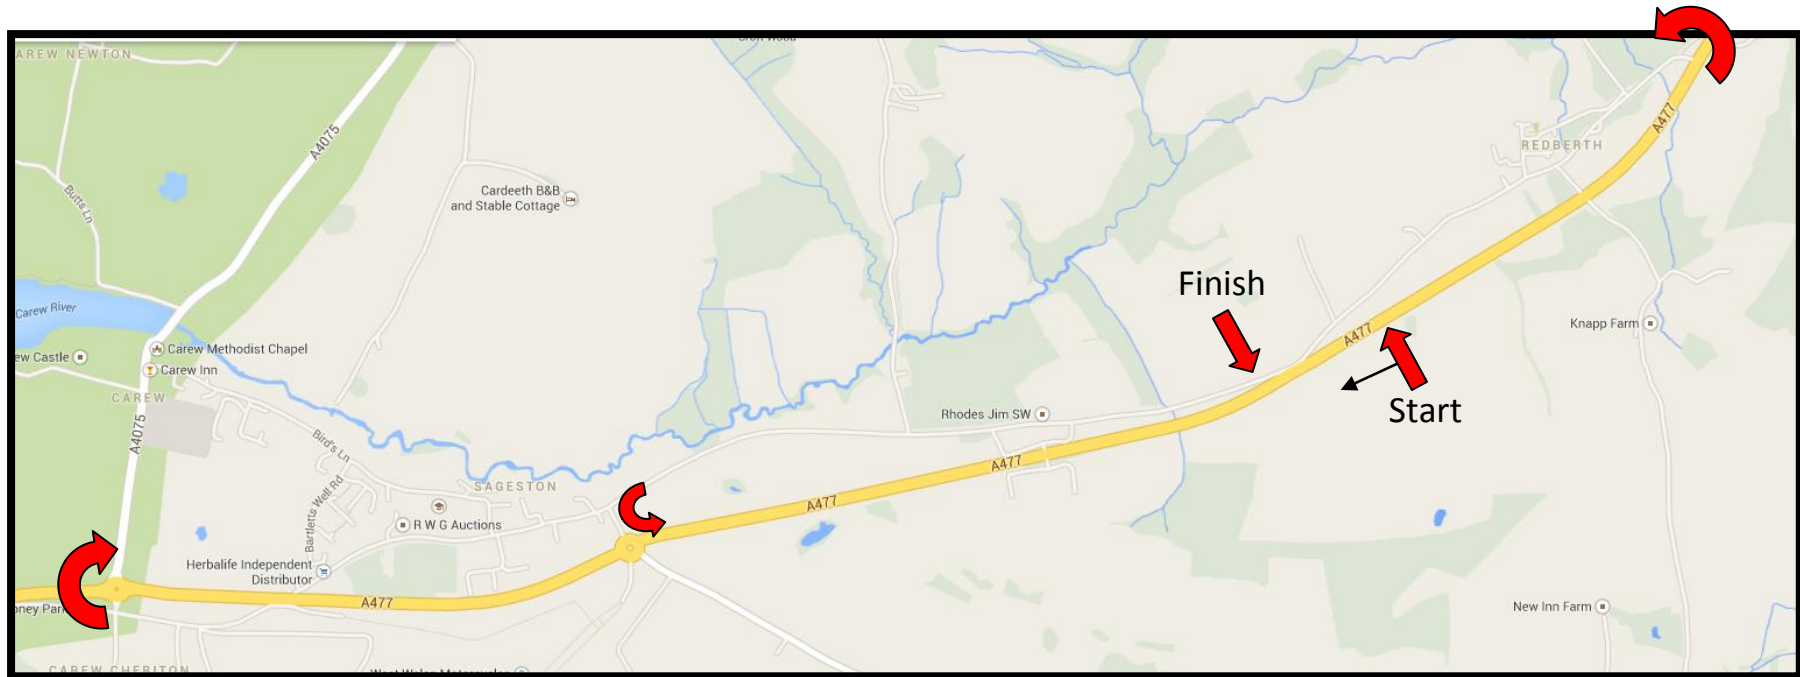 AREW NEWTON
A4075
Butts Ln
Cardeeth B&B
and Stable Cottage
REDBERTH
A477
Finish
Carew River
Knapp Farm
A477
ew Castle
Carew Methodist Chapel
Carew Inn
CAREW
Start
Rhodes Jim SW
A4075
Bird's Ln
A477
SAGESTON
Bartletts Well Rd
A477
R W G Auctions
Herbalife Independent
Distributor
A477
oney Park
New Inn Farm
CAREW CHERITON